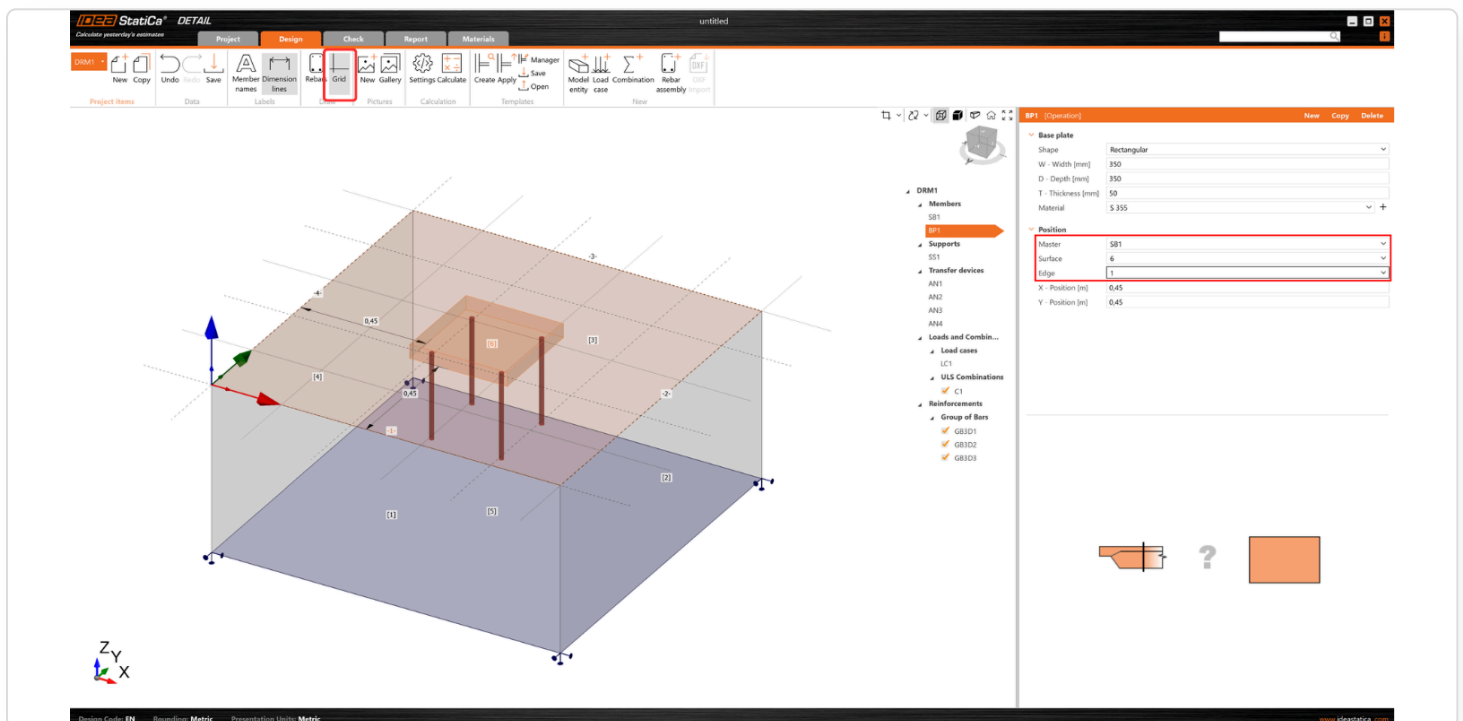 IDEA StatiCa® DETAIL
untitled
Calculate yesterday's estimates
Project Design Check Report Materials
DRM1 New Copy Undo Redo Save Member names Dimension lines Rebars Grid New Gallery Settings Calculate Create Apply Manager Save Open Model entity Load case Combination Rebar assembly DXF Import
Project items Data Labels Draw Pictures Calculation Templates New
BP1 [Operation] New Copy Delete
Base plate
Shape Rectangular
W - Width [mm] 350
D - Depth [mm] 350
T - Thickness [mm] 50
Material S 355
Position
Master SB1
Surface 6
Edge 1
X - Position [m] 0,45
Y - Position [m] 0,45
DRM1
Members
SB1
BP1
Supports
SS1
Transfer devices
AN1
AN2
AN3
AN4
Loads and Combin...
Load cases
LC1
ULS Combinations
C1
Reinforcements
Group of Bars
GB3D1
GB3D2
GB3D3
-3-
-4-
0,45
[3]
[4]
0,45
-2-
-1-
[2]
[1]
[5]
?
Z
Y
X
Design Code: EN Rounding: Metric Presentation Units: Metric
www.ideastatica.com